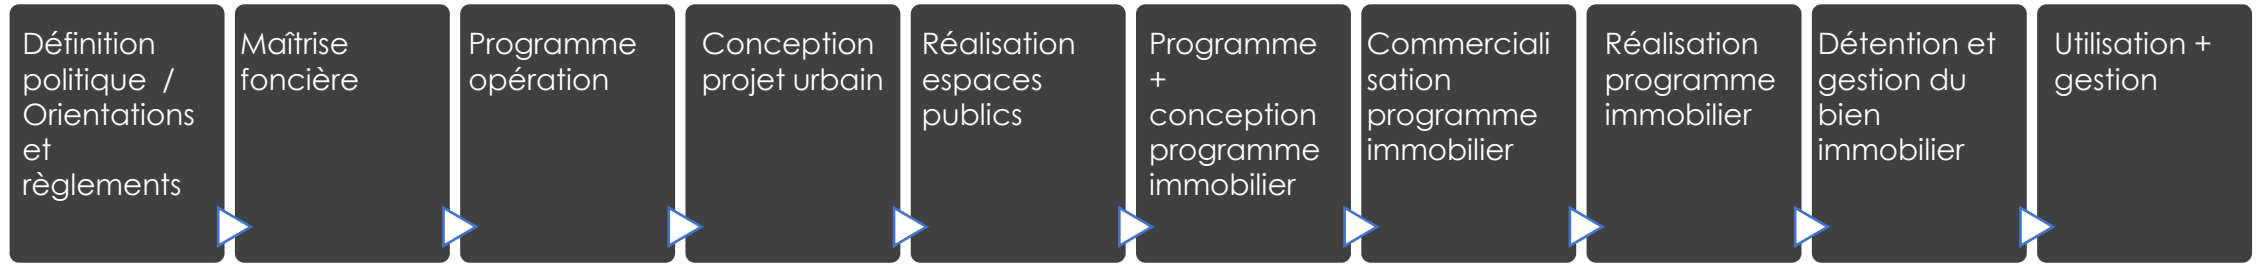 Définition
politique /
Orientations
et
règlements
Maîtrise
foncière
Programme
opération
Conception
projet urbain
Réalisation
espaces
publics
Programme
+
conception
programme
immobilier
Commerciali
sation
programme
immobilier
Réalisation
programme
immobilier
Détention et
gestion du
bien
immobilier
Utilisation +
gestion